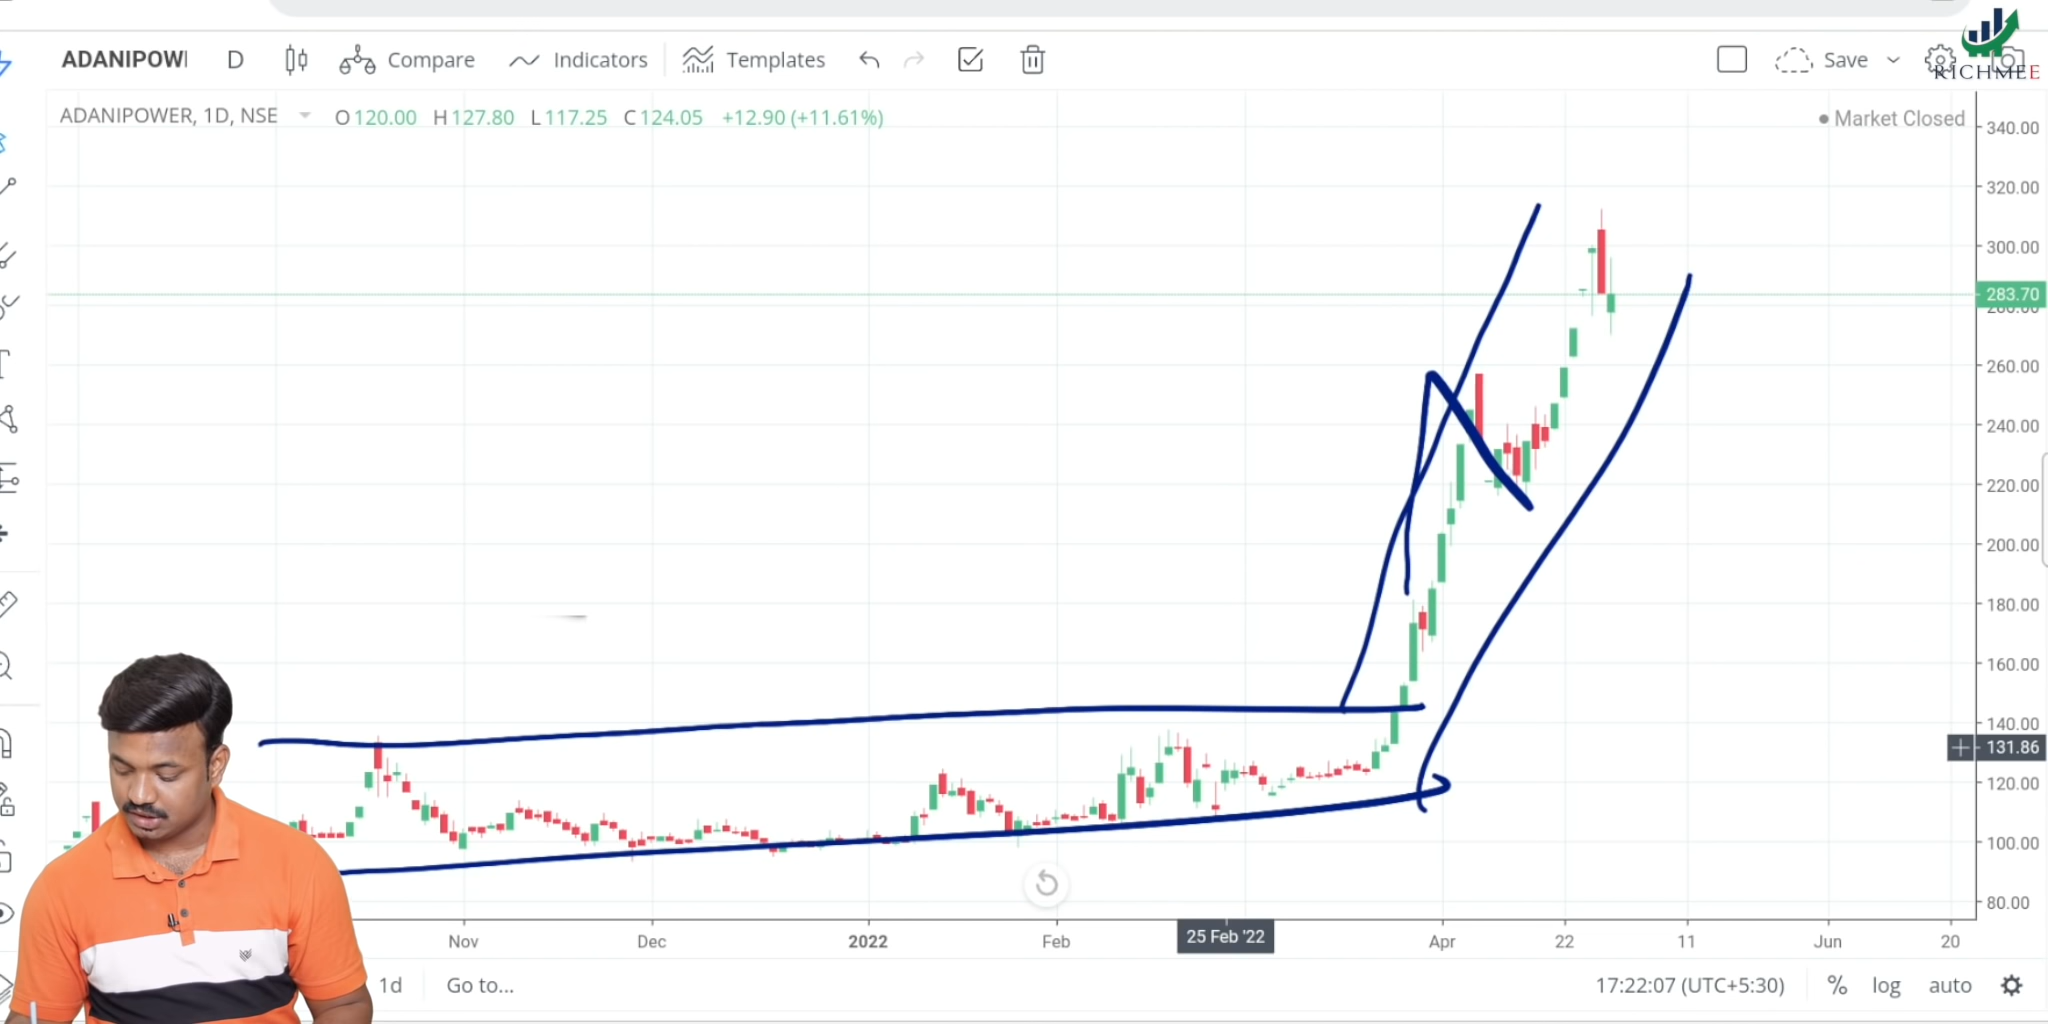 RICHMEE
ADANIPOW
D
Compare
Indicators
Templates
Save
ADANIPOWER, 1D, NSE
O 120.00 H 127.80 L 117.25 C 124.05 +12.90 (+11.61%)
Market Closed
340.00
320.00
300.00
283.70
260.00
240.00
220.00
200.00
180.00
160.00
140.00
131.86
120.00
100.00
80.00
Nov Dec 2022 Feb 25 Feb '22 Apr 22 11 Jun 20
1d Go to... 17:22:07 (UTC+5:30) % log auto